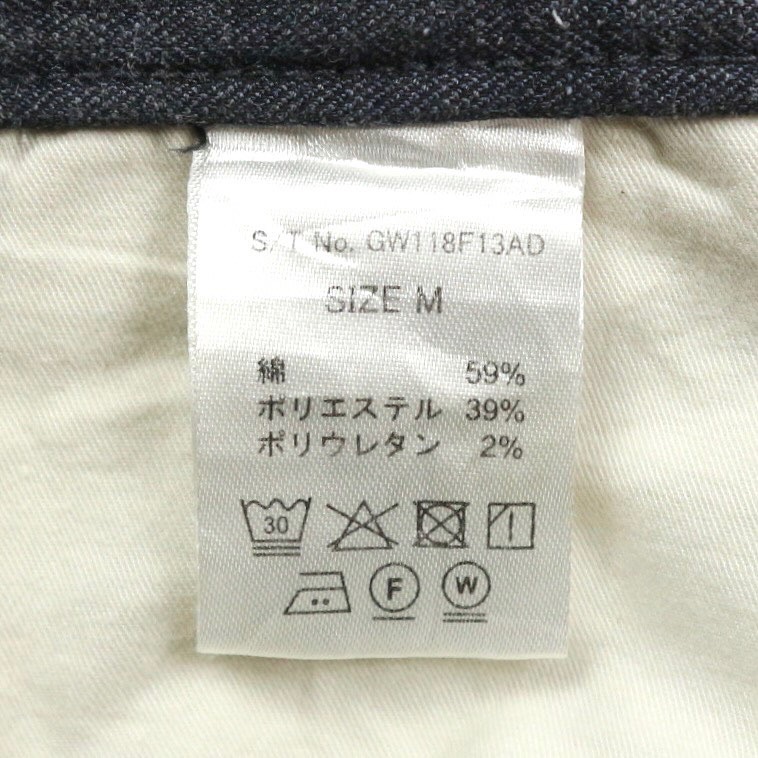 S/T No. GW118F13AD
SIZE M
綿 59%
ポリエステル 39%
ポリウレタン 2%
30
F W